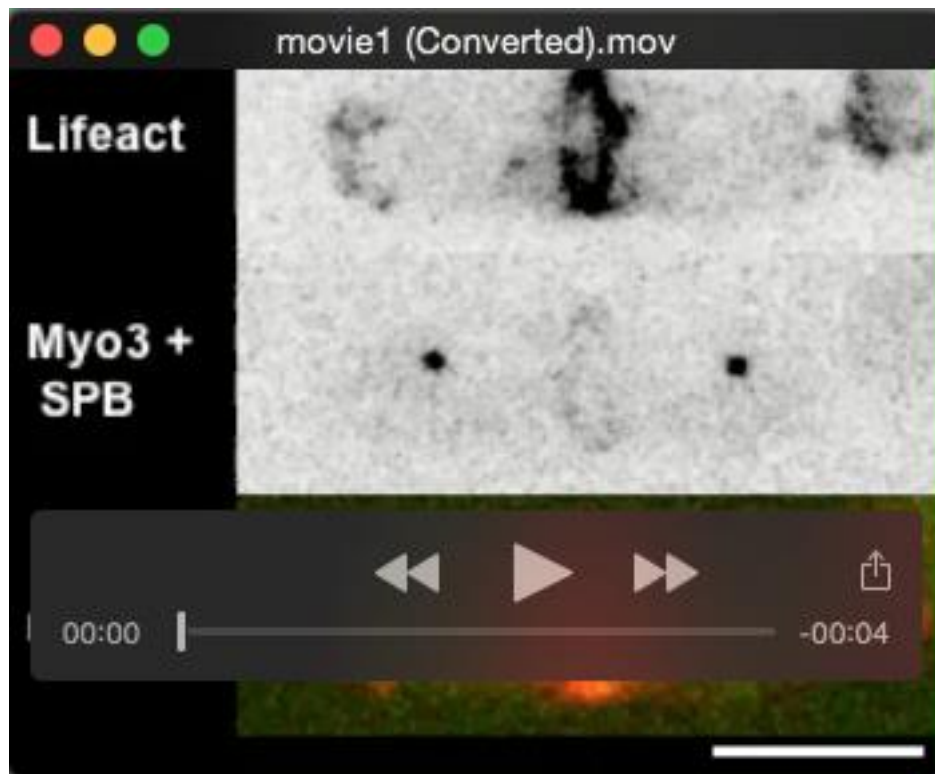 movie1 (Converted).mov
Lifeact
Myo3 +
SPB
00:00
-00:04